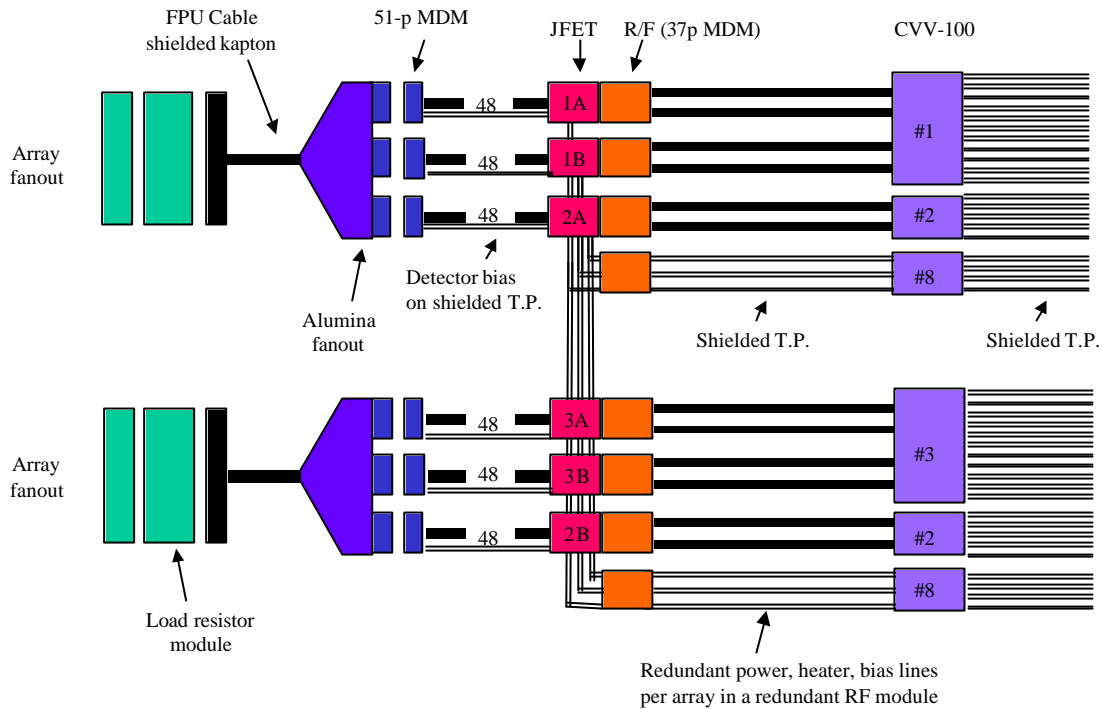 FPU Cable
shielded kapton
51-p MDM
JFET
R/F (37p MDM)
CVV-100
Array
fanout
48
1A
#1
48
1B
48
2A
#2
#8
Detector bias
on shielded T.P.
Alumina
fanout
Shielded T.P.
Shielded T.P.
Array
fanout
48
3A
#3
48
3B
48
2B
#2
#8
Load resistor
module
Redundant power, heater, bias lines
per array in a redundant RF module